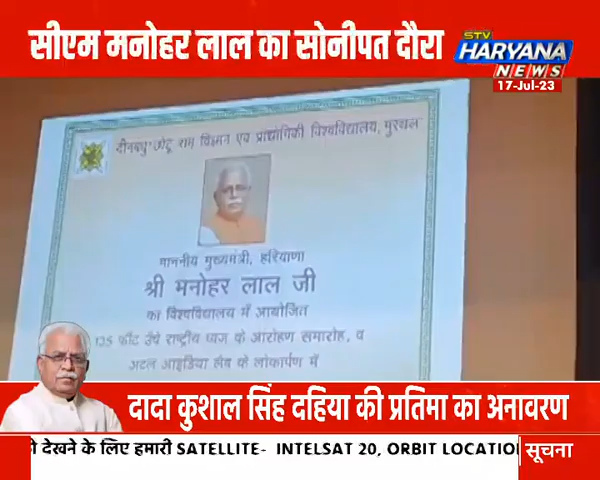 सीएम मनोहर लाल का सोनीपत दौरा
STV
HARYANA
NEWS
17-Jul-23
दीनबंधु छोटू राम विज्ञान एवं प्रौद्योगिकी विश्वविद्यालय, मुरथल
माननीय मुख्यमंत्री, हरियाणा
श्री मनोहर लाल जी
का विश्वविद्यालय में आयोजित
125 फीट उंचे राष्ट्रीय ध्वज के आरोहण समारोह, व
अटल आइडिया लैब के लोकार्पण में
दादा कुशाल सिंह दहिया की प्रतिमा का अनावरण
देखने के लिए हमारी SATELLITE- INTELSAT 20, ORBIT LOCATION
सूचना